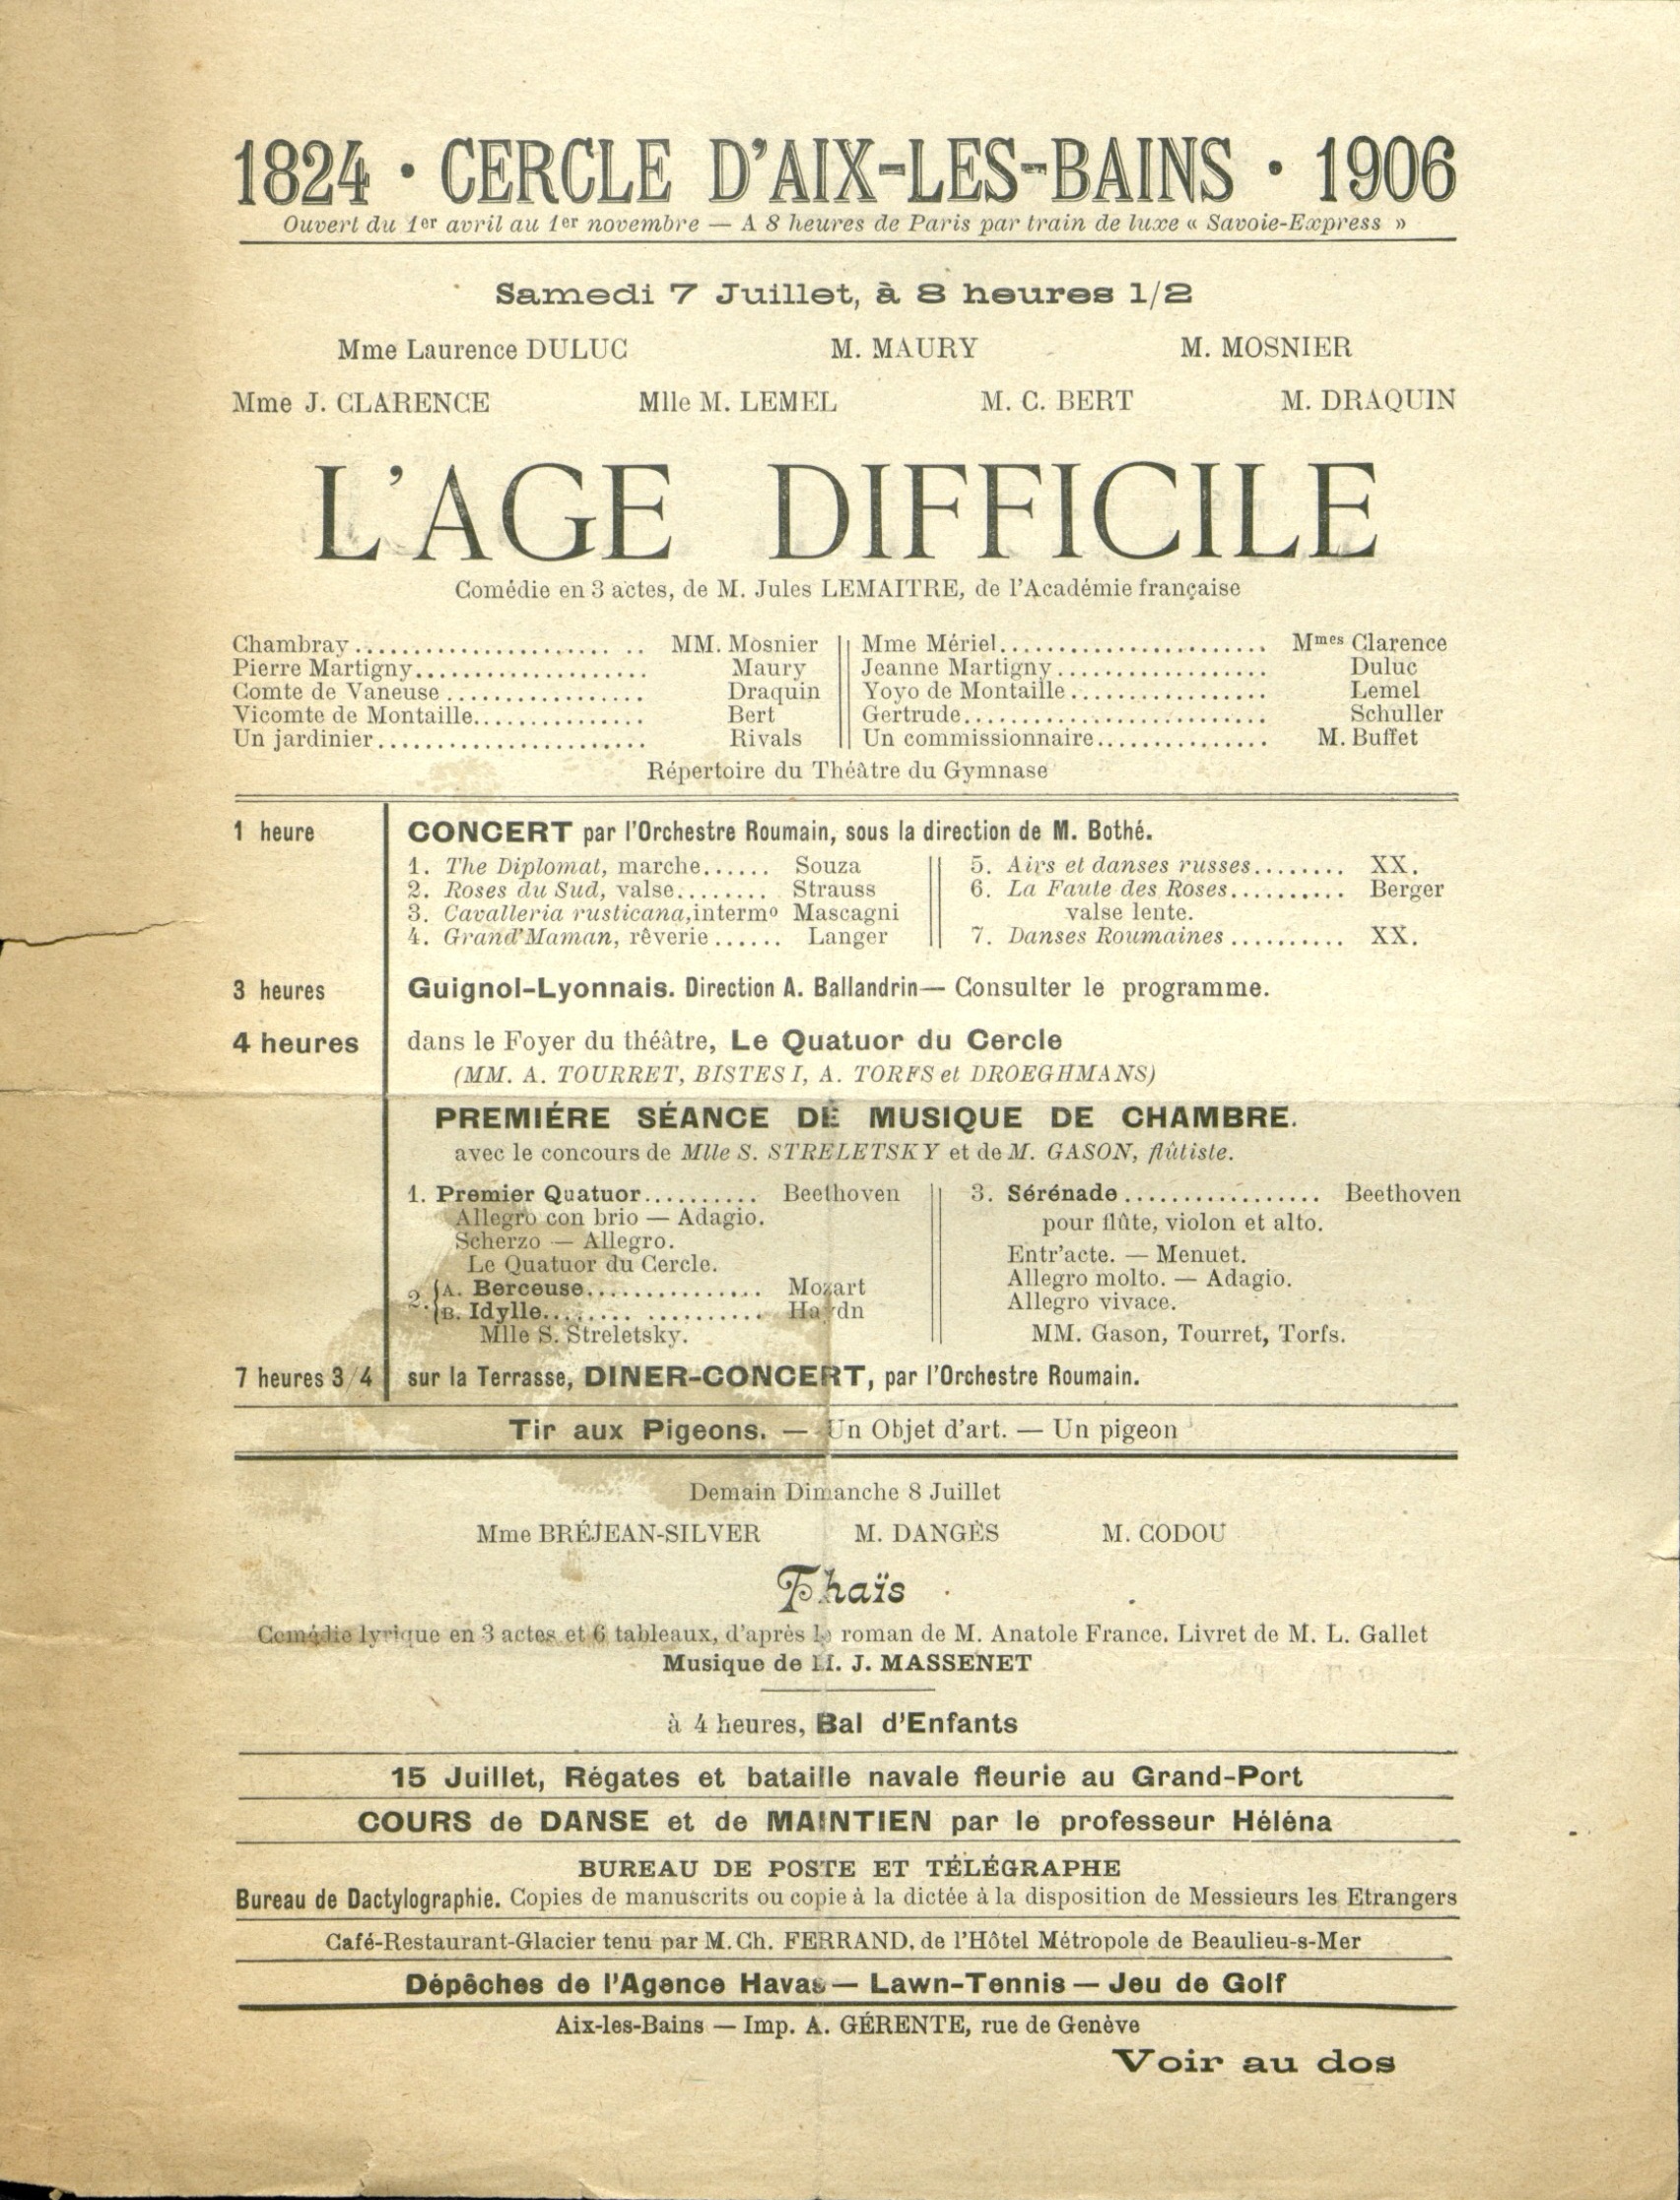 1824 • CERCLE D'AIX-LES-BAINS • 1906
Ouvert du 1er avril au 1er novembre — A 8 heures de Paris par train de luxe « Savoie-Express »
Samedi 7 Juillet, à 8 heures 1/2
Mme Laurence DULUC M. MAURY M. MOSNIER
Mme J. CLARENCE Mlle M. LEMEL M. C. BERT M. DRAQUIN
L'AGE DIFFICILE
Comédie en 3 actes, de M. Jules LEMAITRE, de l'Académie française
Chambray........................ MM. Mosnier
Pierre Martigny.................... Maury
Comte de Vaneuse................. Draquin
Vicomte de Montaille............... Bert
Un jardinier....................... Rivals
Mme Mériel....................... Mmes Clarence
Jeanne Martigny.................. Duluc
Yoyo de Montaille................. Lemel
Gertrude.......................... Schuller
Un commissionnaire............... M. Buffet
Répertoire du Théâtre du Gymnase
1 heure
CONCERT par l'Orchestre Roumain, sous la direction de M. Bothé.
1. The Diplomat, marche...... Souza
2. Roses du Sud, valse........ Strauss
3. Cavalleria rusticana, intermo Mascagni
4. Grand'Maman, rêverie...... Langer
5. Airs et danses russes........ XX.
6. La Faute des Roses.......... Berger
valse lente.
7. Danses Roumaines.......... XX.
3 heures
Guignol-Lyonnais. Direction A. Ballandrin— Consulter le programme.
4 heures
dans le Foyer du théâtre, Le Quatuor du Cercle
(MM. A. TOURRET, BISTESI, A. TORFS et DROEGHMANS)
PREMIÉRE SÉANCE DE MUSIQUE DE CHAMBRE.
avec le concours de Mlle S. STRELETSKY et de M. GASON, flûtiste.
1. Premier Quatuor.......... Beethoven
Allegro con brio — Adagio.
Scherzo — Allegro.
Le Quatuor du Cercle.
2. A. Berceuse............... Mozart
B. Idylle................... Haydn
Mlle S. Streletsky.
3. Sérénade................. Beethoven
pour flûte, violon et alto.
Entr'acte. — Menuet.
Allegro molto. — Adagio.
Allegro vivace.
MM. Gason, Tourret, Torfs.
7 heures 3/4
sur la Terrasse, DINER-CONCERT, par l'Orchestre Roumain.
Tir aux Pigeons. — Un Objet d'art. — Un pigeon
Demain Dimanche 8 Juillet
Mme BRÉJEAN-SILVER M. DANGÈS M. CODOU
Thaïs
Comédie lyrique en 3 actes et 6 tableaux, d'après le roman de M. Anatole France. Livret de M. L. Gallet
Musique de M. J. MASSENET
à 4 heures, Bal d'Enfants
15 Juillet, Régates et bataille navale fleurie au Grand-Port
COURS de DANSE et de MAINTIEN par le professeur Héléna
BUREAU DE POSTE ET TÉLÉGRAPHE
Bureau de Dactylographie. Copies de manuscrits ou copie à la dictée à la disposition de Messieurs les Etrangers
Café-Restaurant-Glacier tenu par M. Ch. FERRAND, de l'Hôtel Métropole de Beaulieu-s-Mer
Dépêches de l'Agence Havas — Lawn-Tennis — Jeu de Golf
Aix-les-Bains — Imp. A. GÉRENTE, rue de Genève
Voir au dos